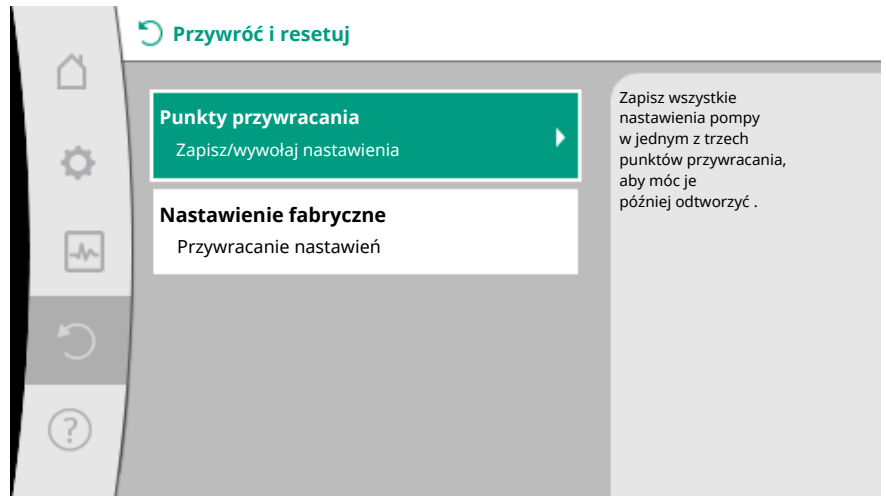 Przywróć i resetuj
Punkty przywracania
Zapisz/wywołaj nastawienia
Nastawienie fabryczne
Przywracanie nastawień
Zapisz wszystkie
nastawienia pompy
w jednym z trzech
punktów przywracania,
aby móc je
później odtworzyć .
?